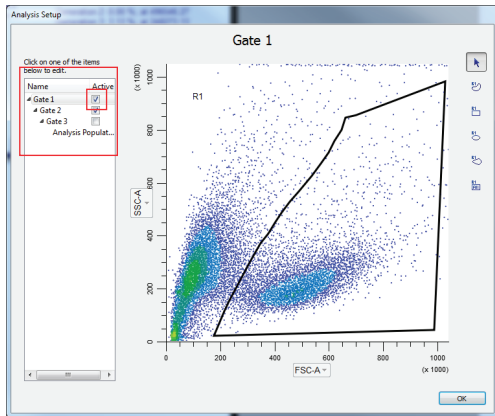 Analysis Setup
Gate 1
Click on one of the items
below to edit.
Name Active
Gate 1
Gate 2
Gate 3
Analysis Populat...
(x 1000)
1000
800
600
400
200
0
SSC-A
R1
0 200 400 600 800 1000
FSC-A
(x 1000)
OK